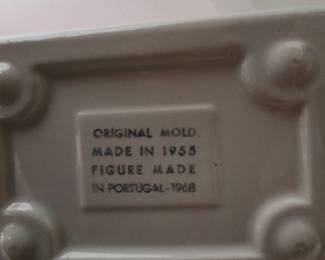 ORIGINAL MOLD
MADE IN 1955
FIGURE MADE
IN PORTUGAL-1968